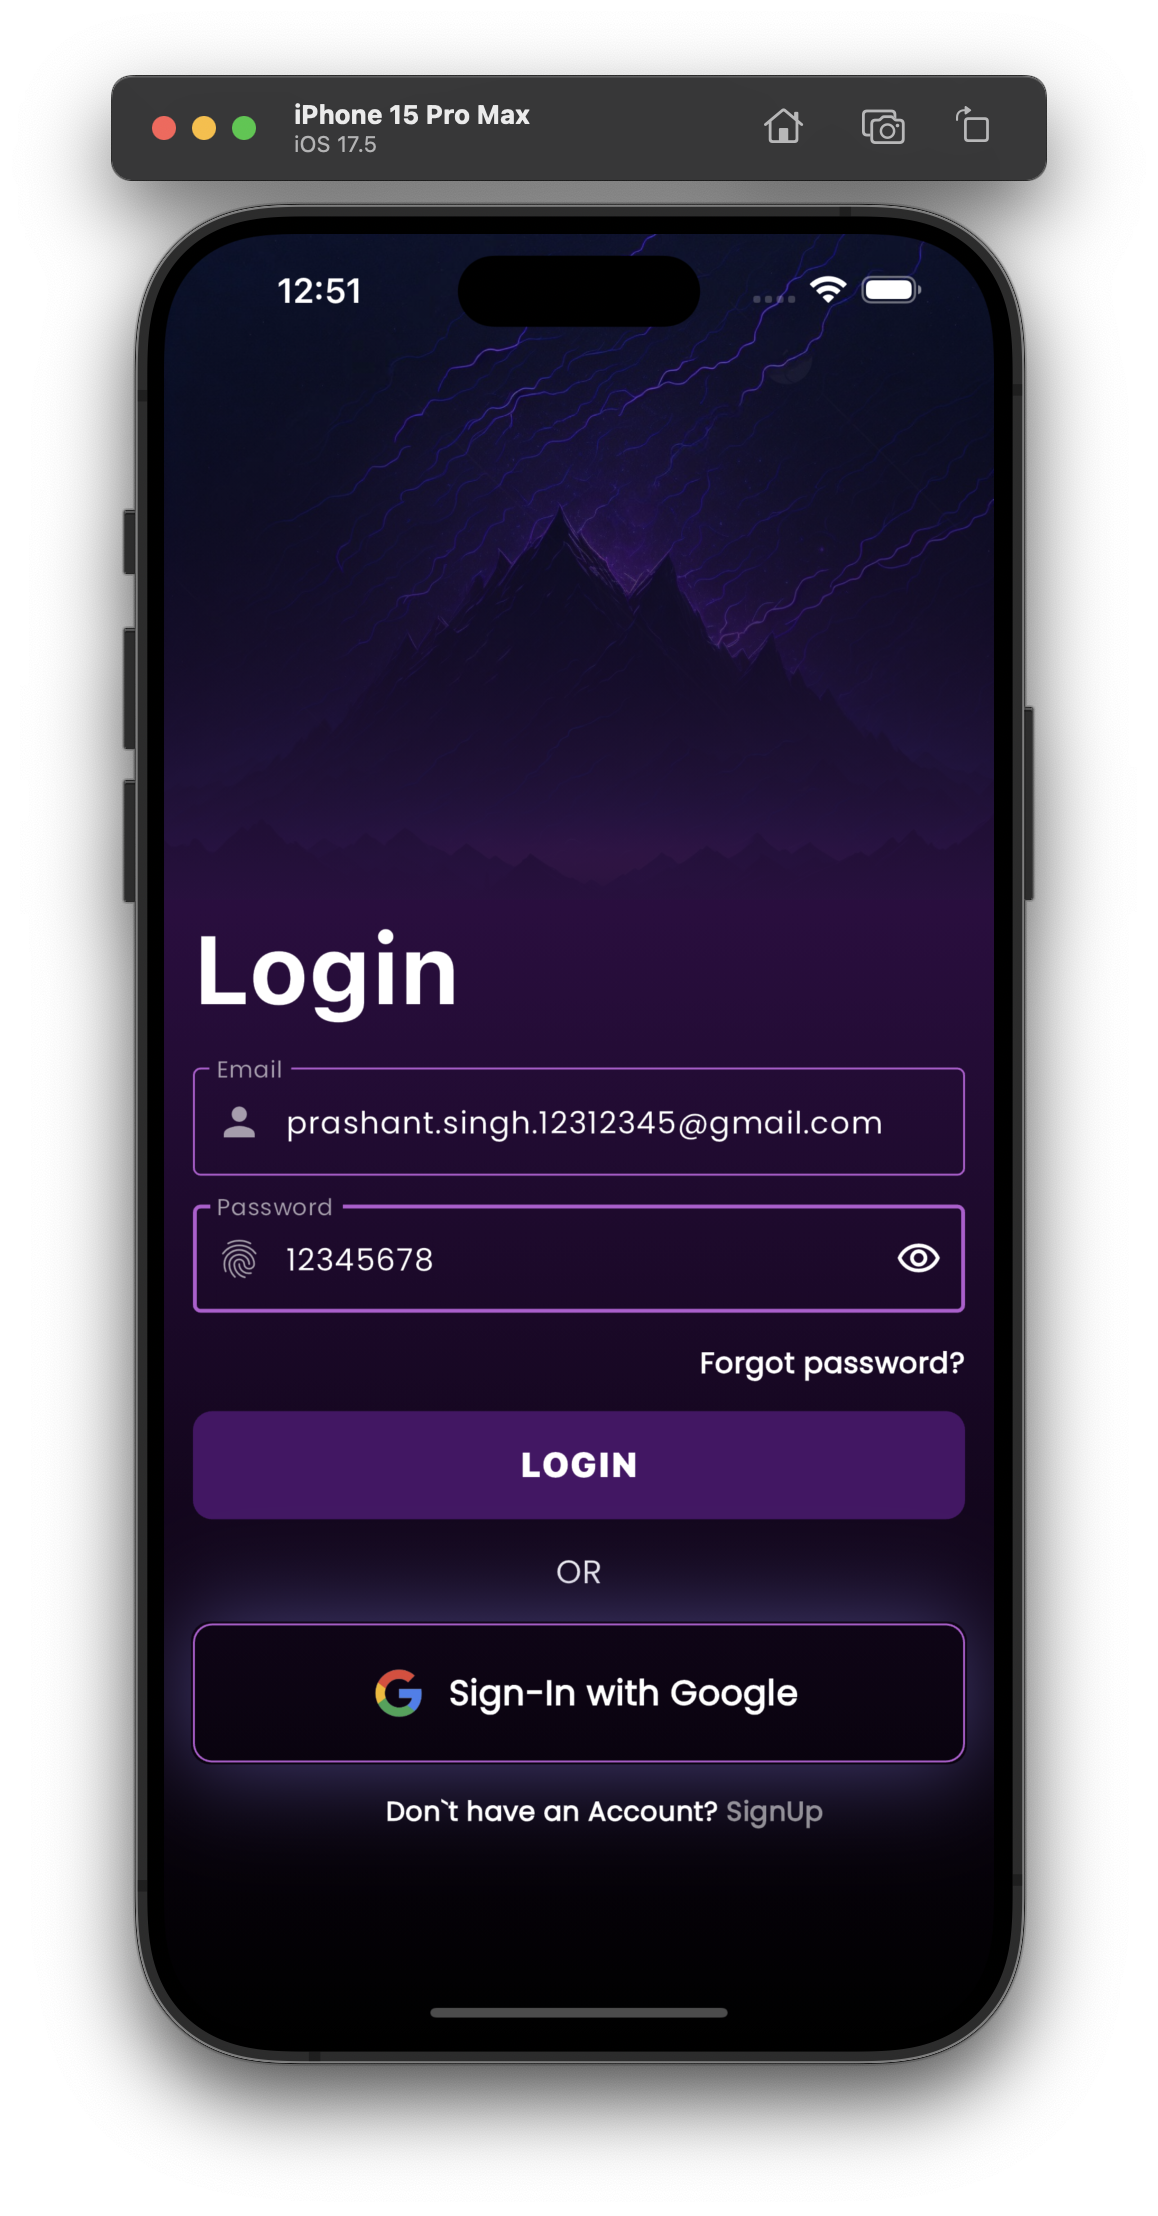 iPhone 15 Pro Max
iOS 17.5
12:51
Login
Email
prashant.singh.12312345@gmail.com
Password
12345678
Forgot password?
LOGIN
OR
Sign-In with Google
Don`t have an Account? SignUp